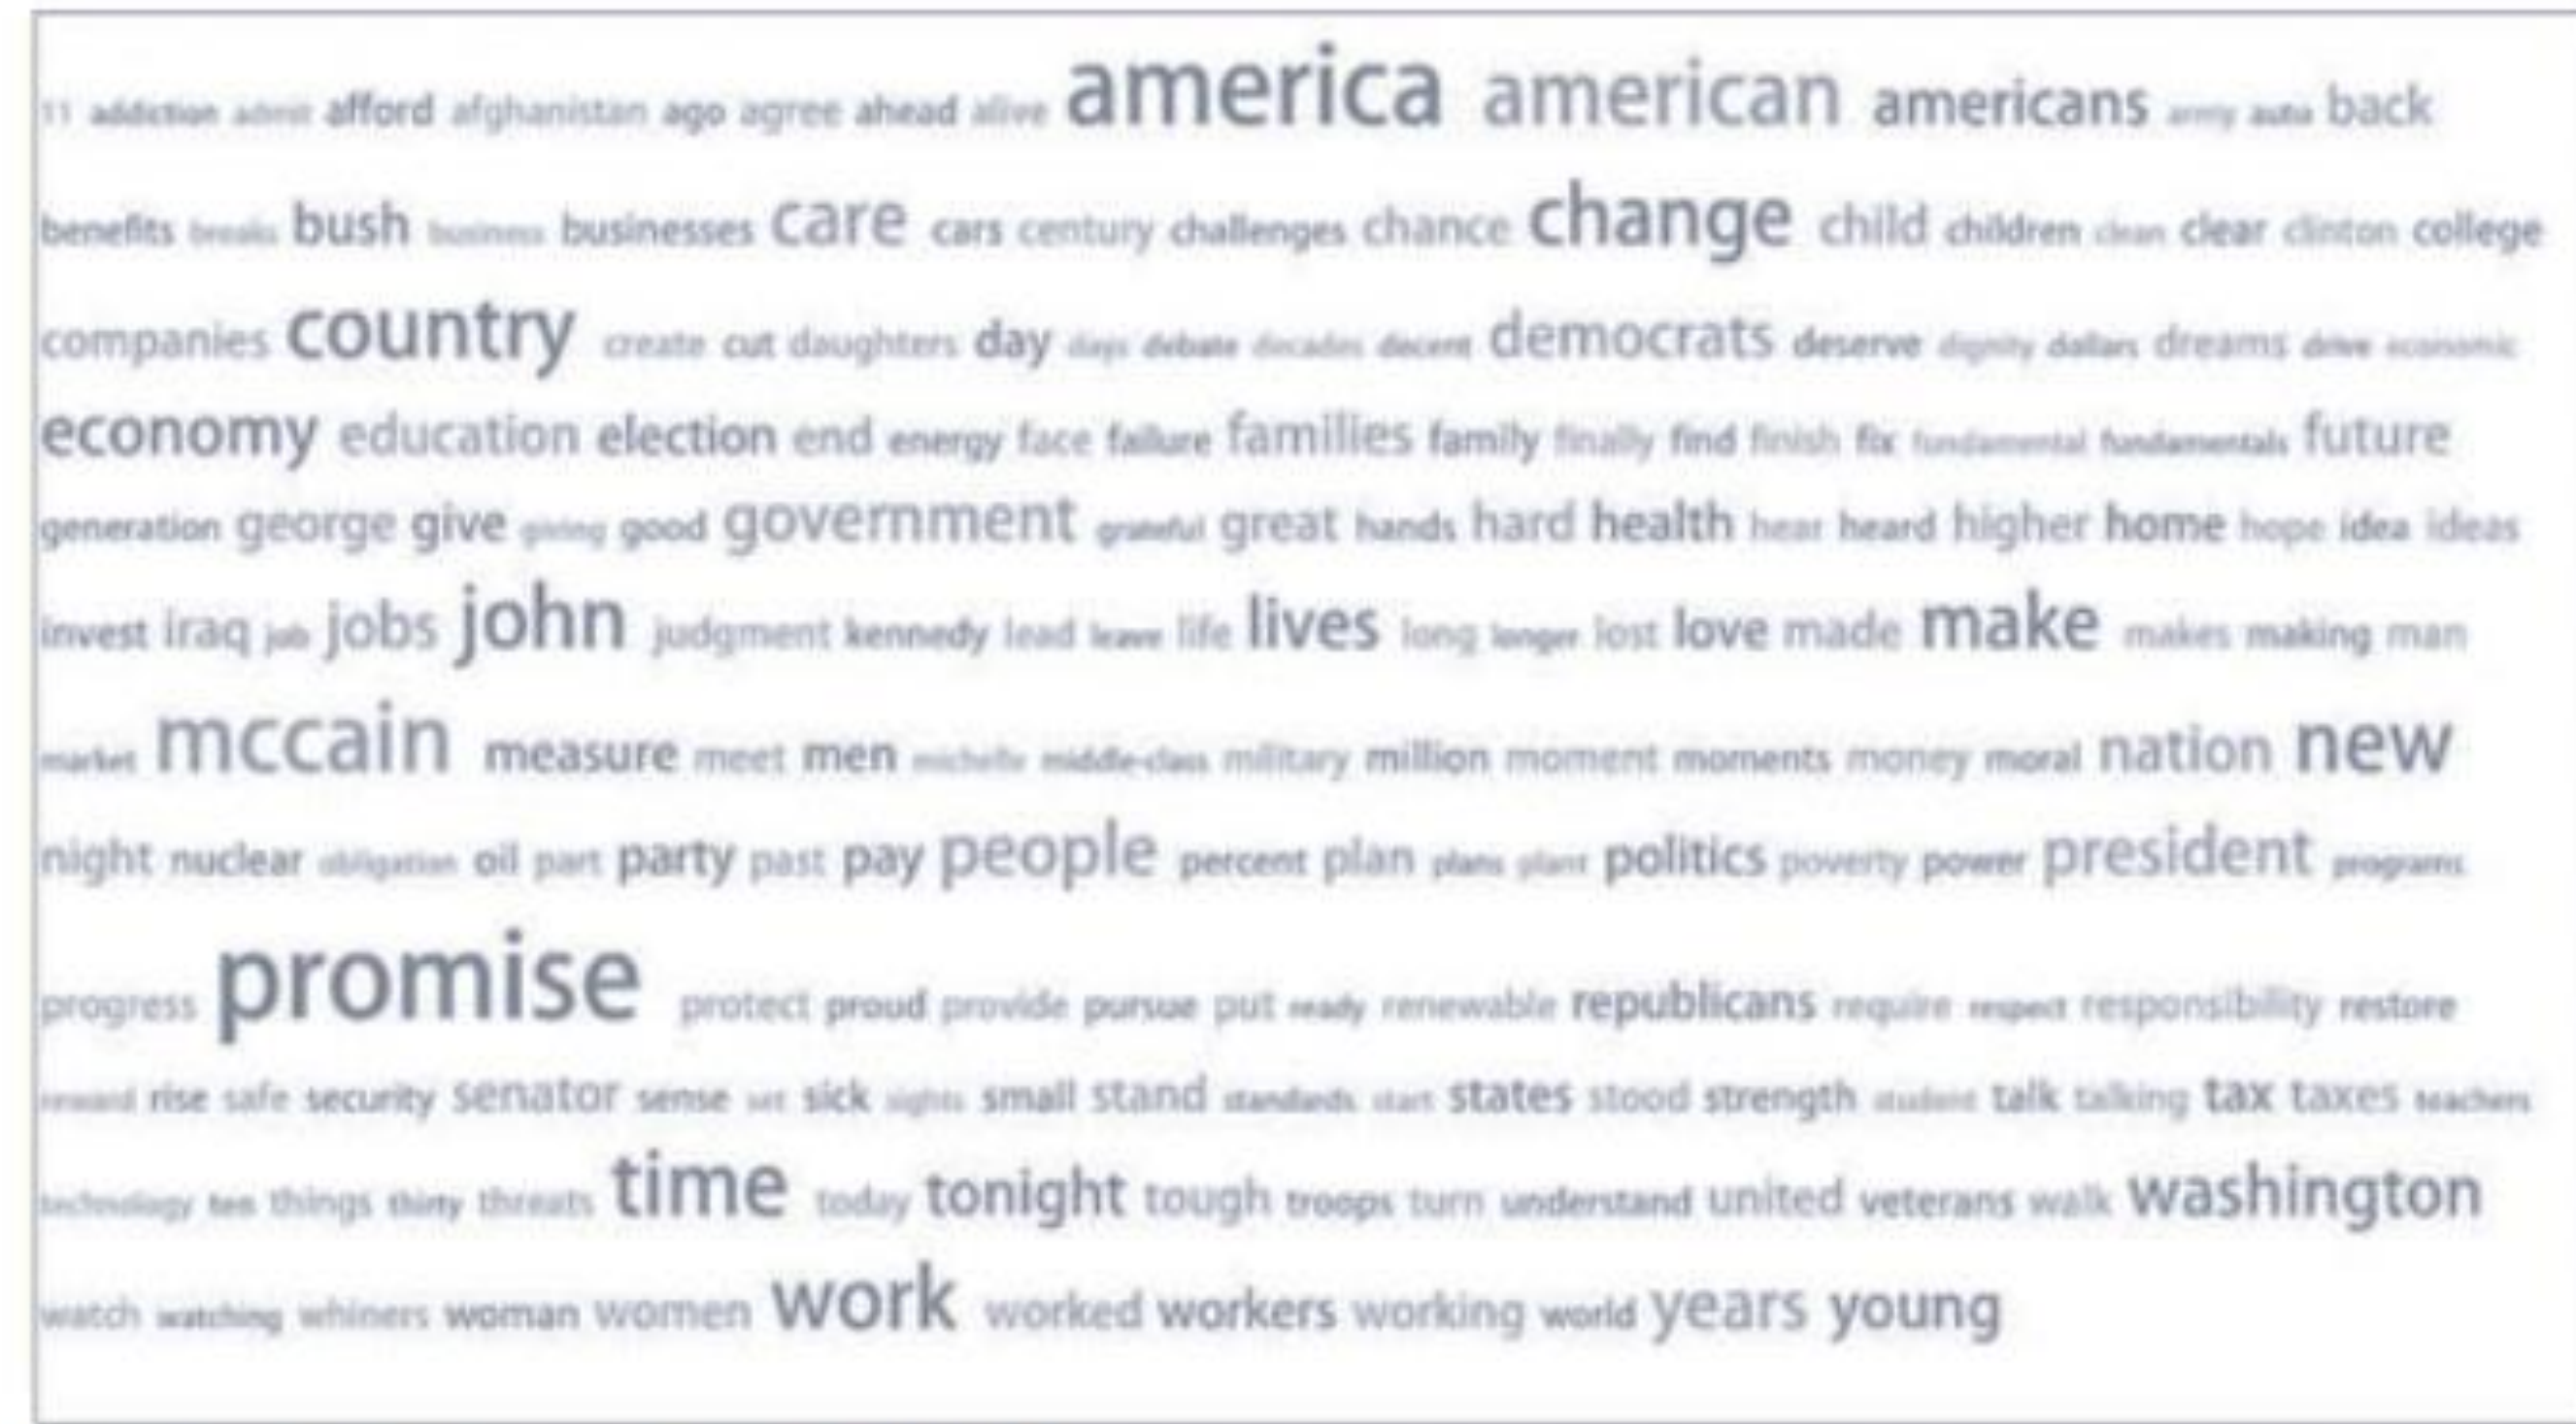 11 addiction admit afford afghanistan ago agree ahead alive america american americans army auto back
benefits breaks bush business businesses care cars century challenges chance change child children clean clear clinton college
companies country create cut daughters day days debate decades decent democrats deserve dignity dollars dreams drive economic
economy education election end energy face failure families family finally find finish fix fundamental fundamentals future
generation george give giving good government grateful great hands hard health hear heard higher home hope idea ideas
invest iraq job jobs john judgment kennedy lead leave life lives long longer lost love made make makes making man
market mccain measure meet men michelle middle-class military million moment moments money moral nation new
night nuclear obligation oil part party past pay people percent plan plans plant politics poverty power president programs
progress promise protect proud provide pursue put ready renewable republicans require respect responsibility restore
reward rise safe security senator sense set sick sights small stand standards start states stood strength student talk talking tax taxes teachers
technology ten things thirty threats time today tonight tough troops turn understand united veterans walk washington
watch watching whiners woman women work worked workers working world years young